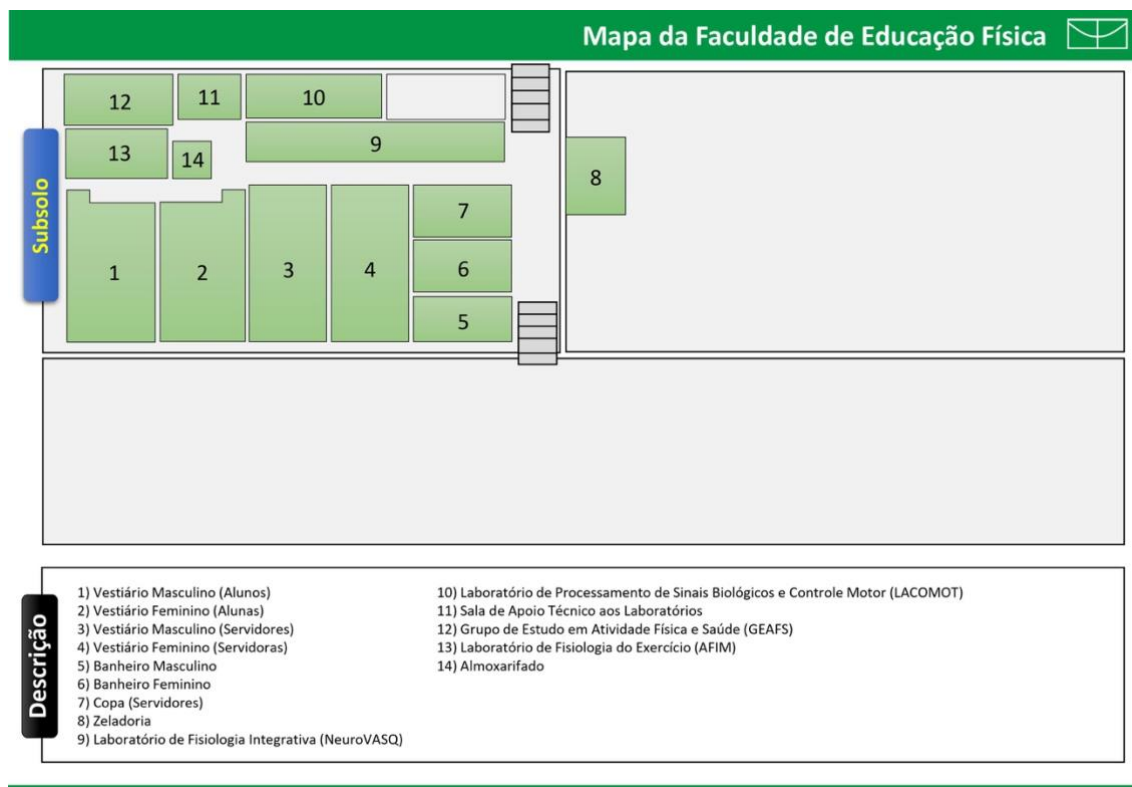 Mapa da Faculdade de Educação Física
12
11
10
9
13
14
8
7
1
2
3
4
6
5
Subsolo
Descrição
1) Vestiário Masculino (Alunos)
2) Vestiário Feminino (Alunas)
3) Vestiário Masculino (Servidores)
4) Vestiário Feminino (Servidoras)
5) Banheiro Masculino
6) Banheiro Feminino
7) Copa (Servidores)
8) Zeladoria
9) Laboratório de Fisiologia Integrativa (NeuroVASQ)
10) Laboratório de Processamento de Sinais Biológicos e Controle Motor (LACOMOT)
11) Sala de Apoio Técnico aos Laboratórios
12) Grupo de Estudo em Atividade Física e Saúde (GEAFS)
13) Laboratório de Fisiologia do Exercício (AFIM)
14) Almoxarifado